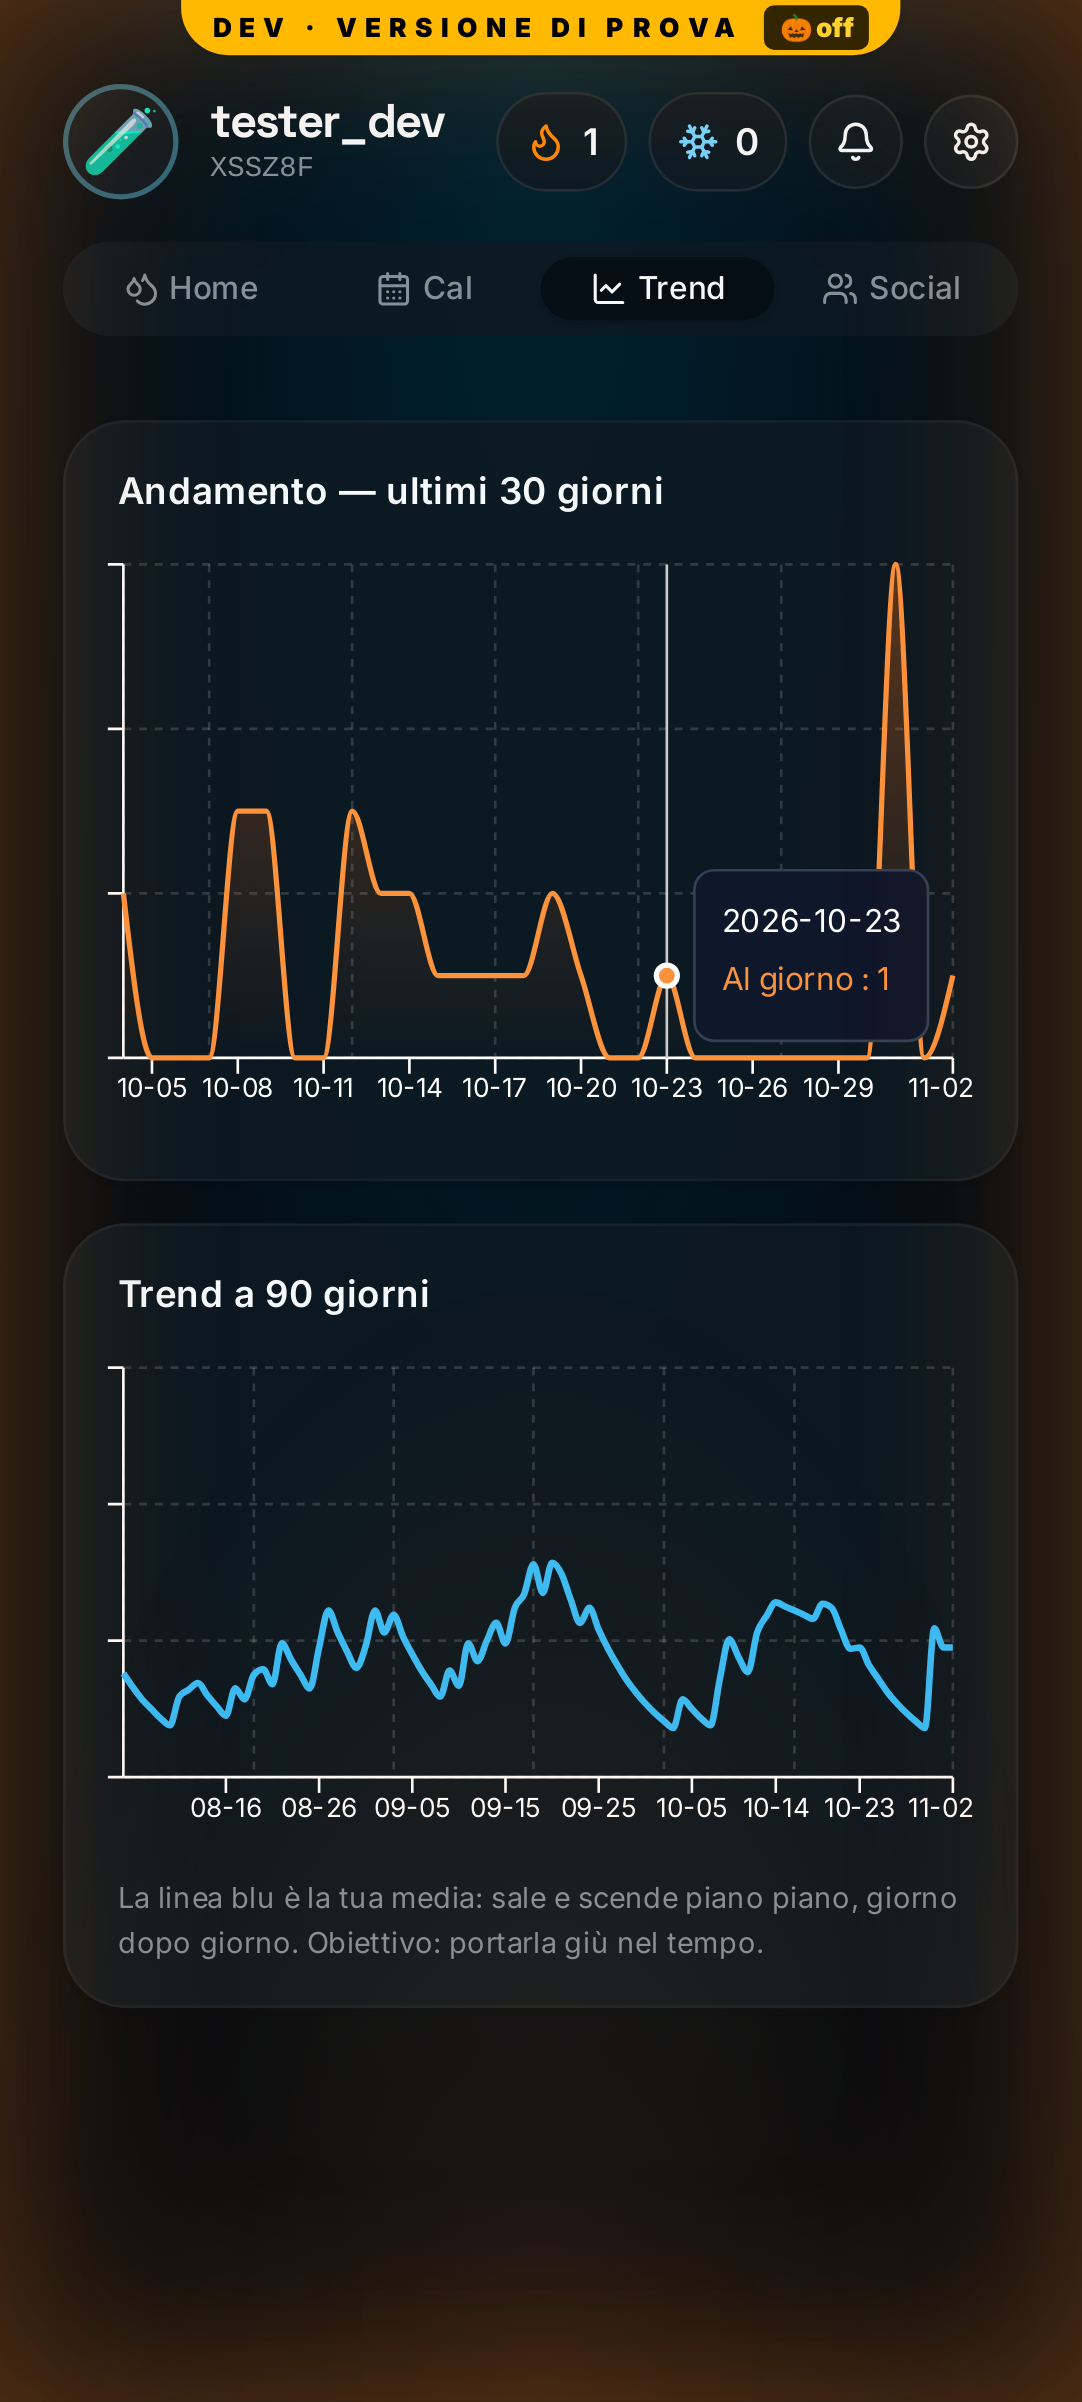 DEV · VERSIONE DI PROVA 🎃 off
tester_dev
XSSZ8F
1
0
Home
Cal
Trend
Social
Andamento — ultimi 30 giorni
2026-10-23
Al giorno : 1
10-05 10-08 10-11 10-14 10-17 10-20 10-23 10-26 10-29 11-02
Trend a 90 giorni
08-16 08-26 09-05 09-15 09-25 10-05 10-14 10-23 11-02
La linea blu è la tua media: sale e scende piano piano, giorno
dopo giorno. Obiettivo: portarla giù nel tempo.